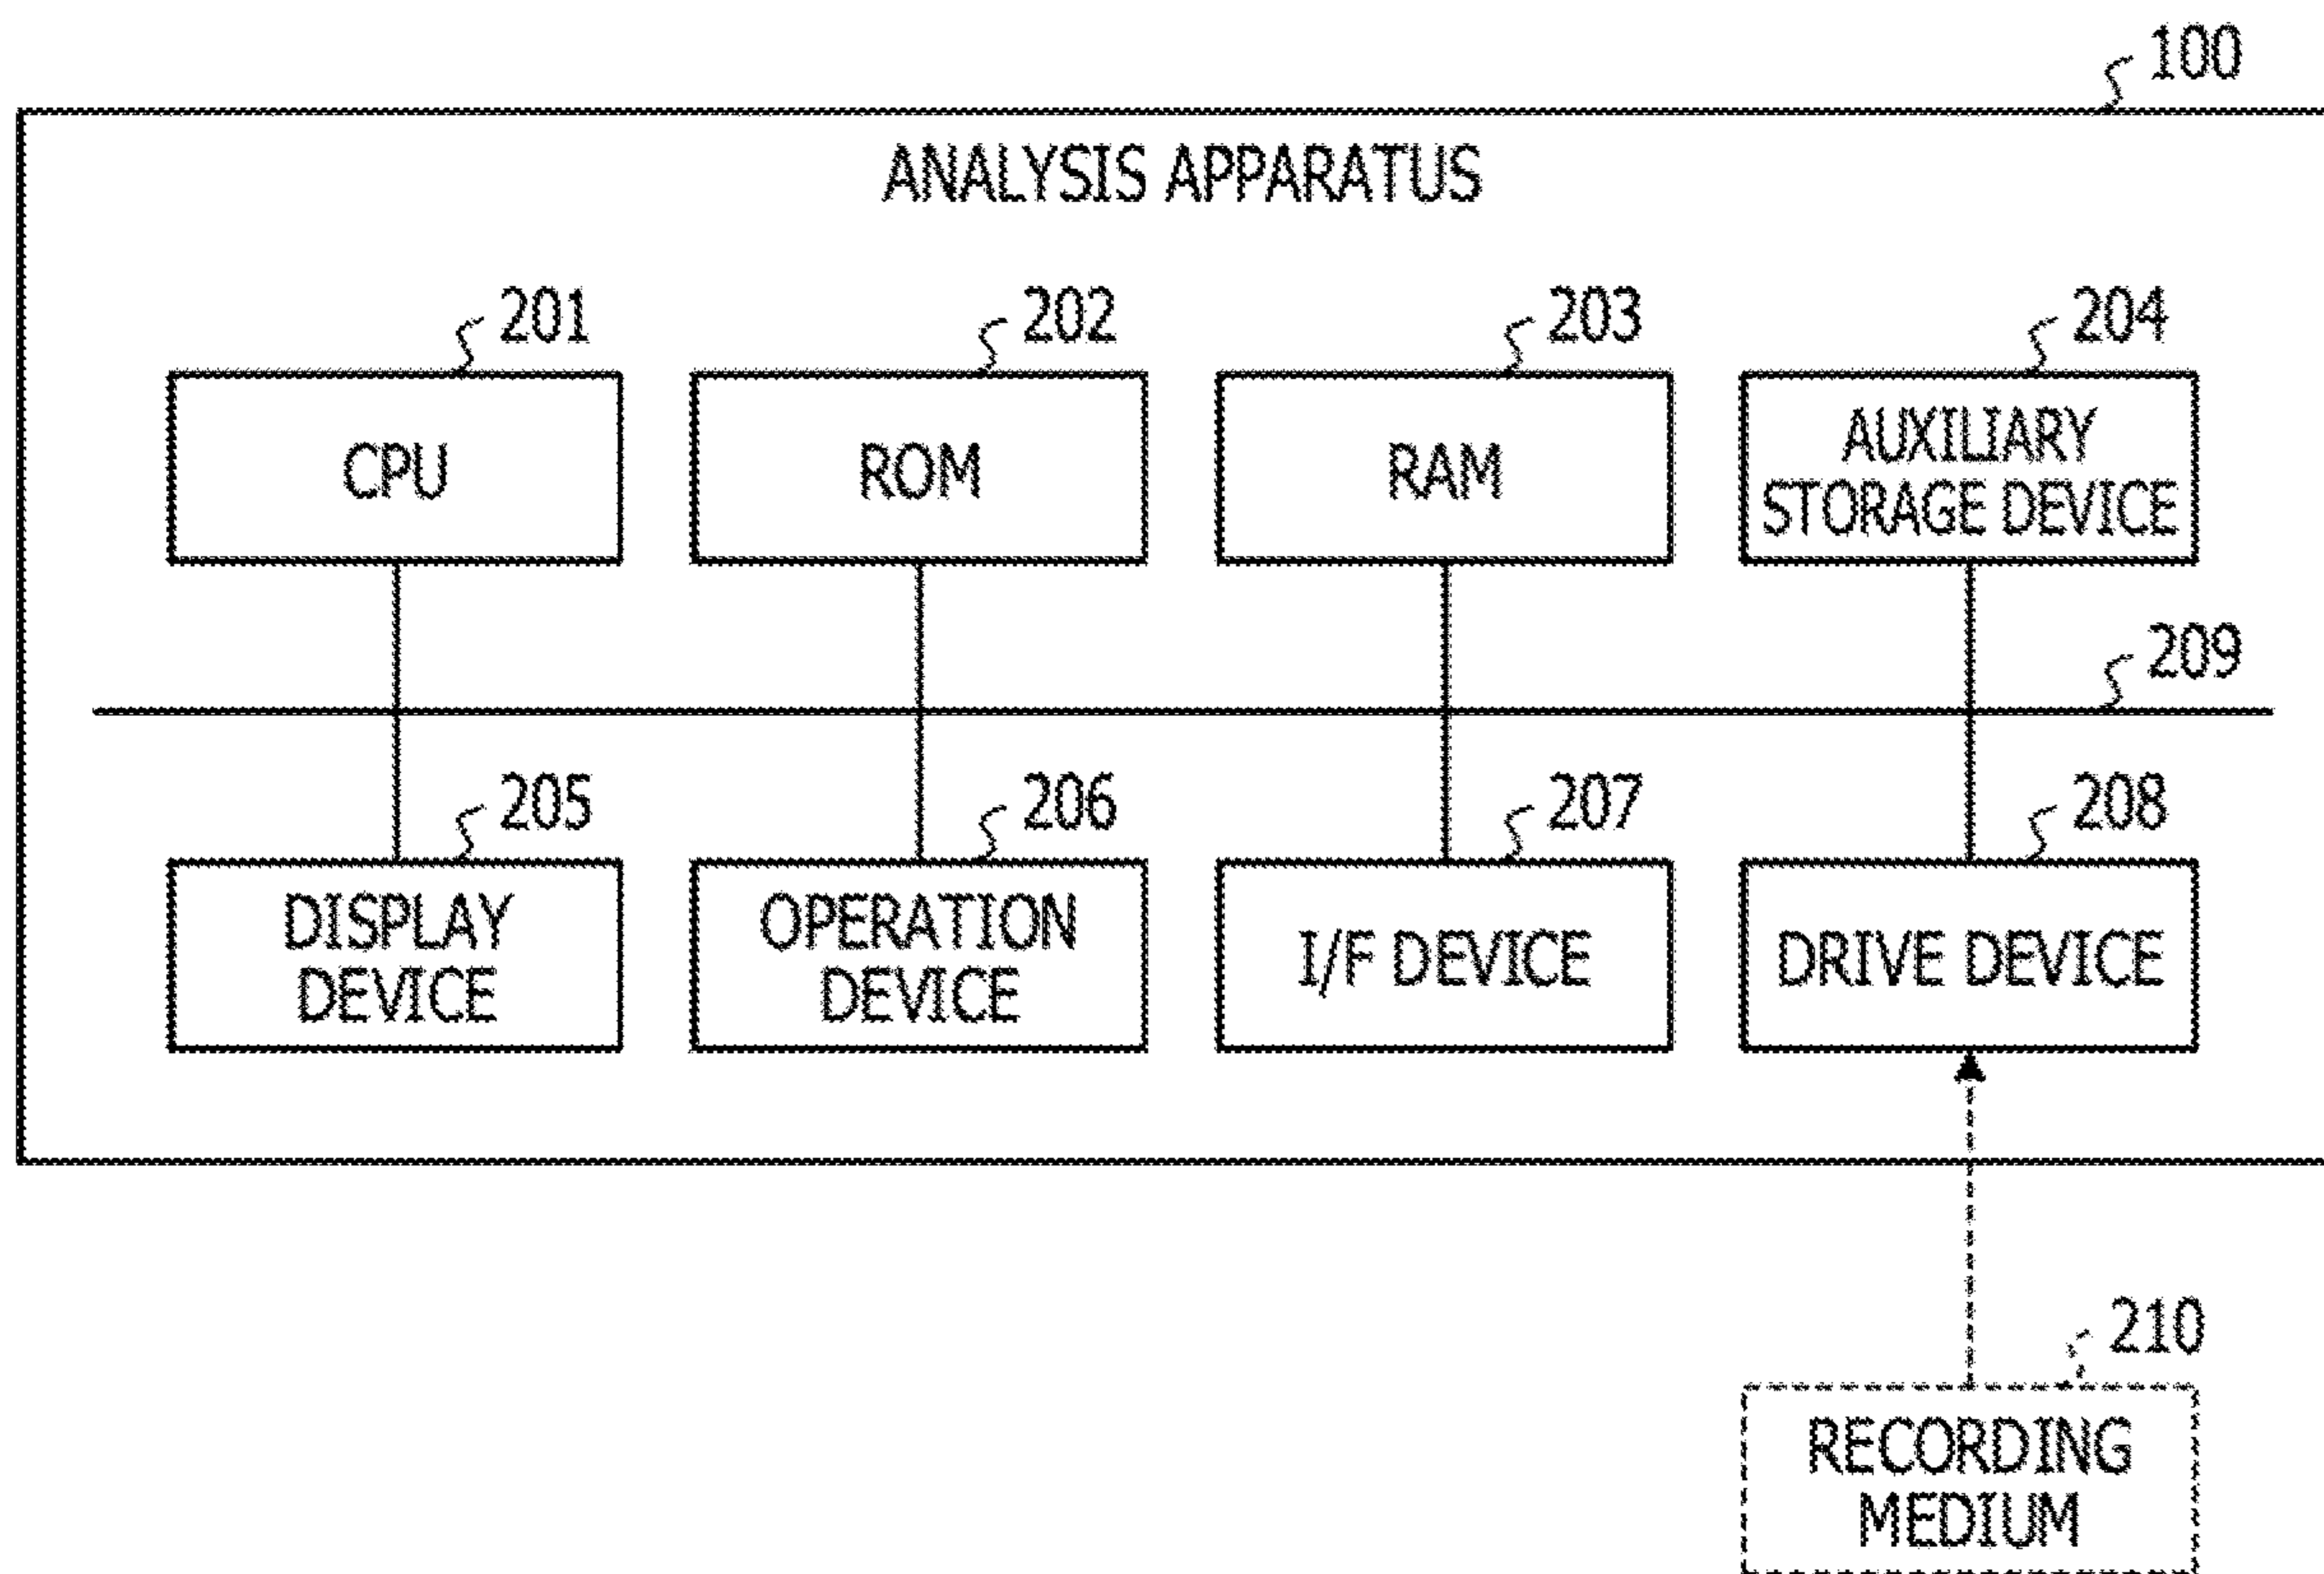 100
ANALYSIS APPARATUS
201
202
203
204
CPU
ROM
RAM
AUXILIARY
STORAGE DEVICE
209
205
206
207
208
DISPLAY
DEVICE
OPERATION
DEVICE
I/F DEVICE
DRIVE DEVICE
210
RECORDING
MEDIUM